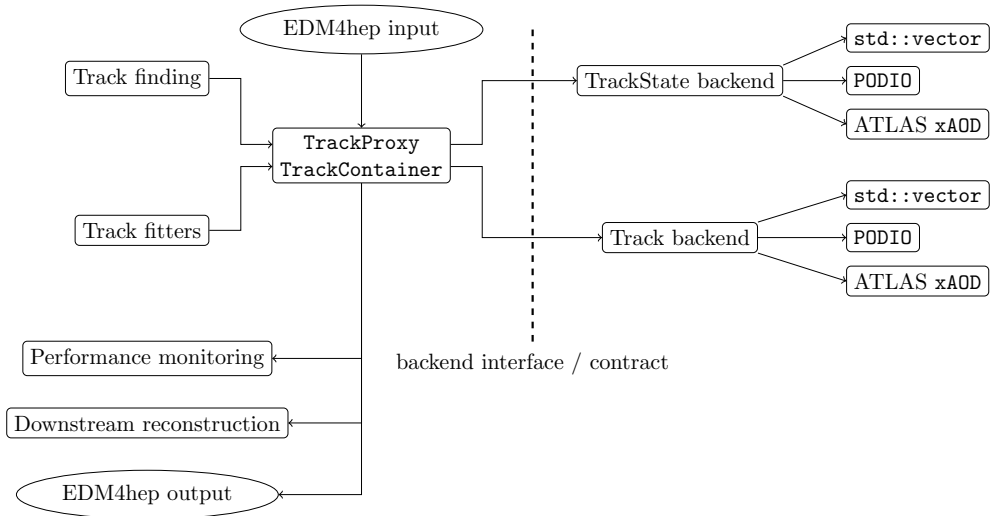 EDM4hep input
Track finding
TrackProxy
TrackContainer
Track fitters
Performance monitoring
Downstream reconstruction
EDM4hep output
backend interface / contract
TrackState backend
std::vector
PODIO
ATLAS xAOD
Track backend
std::vector
PODIO
ATLAS xAOD